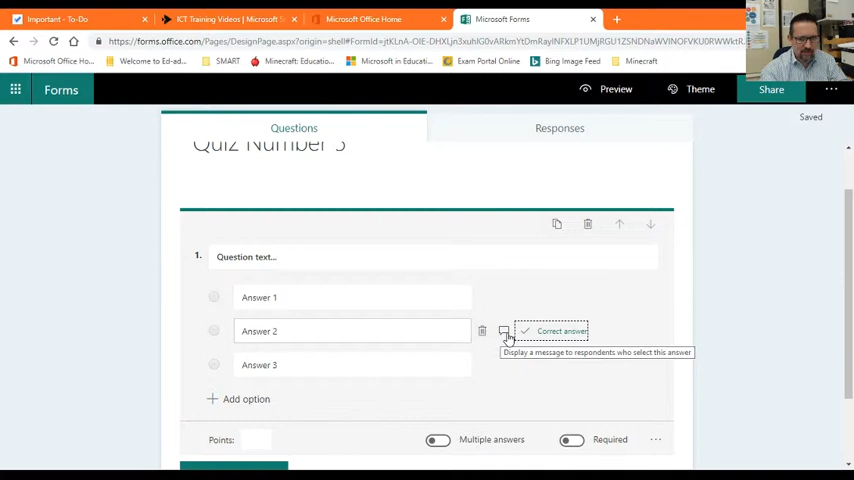 Important - To-Do
ICT Training Videos | Microsoft S
Microsoft Office Home
Microsoft Forms
https://forms.office.com/Pages/DesignPage.aspx?origin=shell#FormId=
Microsoft Office Ho...
Welcome to Ed-ad...
SMART
Minecraft: Educatio...
Microsoft in Educati...
Exam Portal Online
Bing Image Feed
Minecraft
Forms
Preview
Theme
Share
Questions
Responses
Saved
Quiz Number 3
1.
Question text...
Answer 1
Answer 2
Correct answer
Display a message to respondents who select this answer
Answer 3
Add option
Points:
Multiple answers
Required